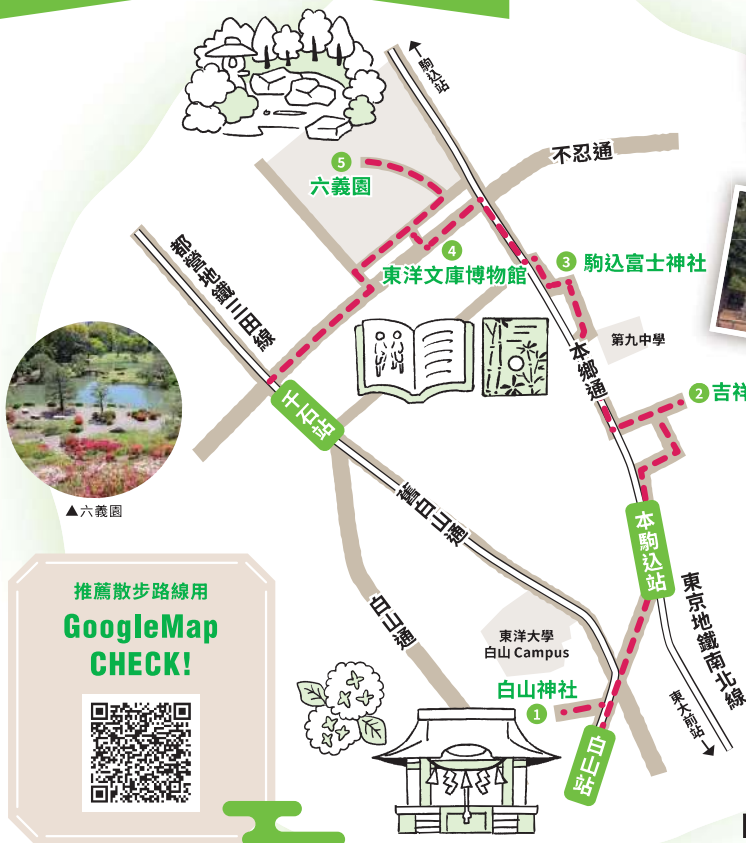 駒込站
不忍通
5
六義園
4
東洋文庫博物館
3 駒込富士神社
都營地鐵三田線
第九中學
本鄉通
2 吉祥
千石站
▲六義園
舊白山通
本駒込站
推薦散步路線用
GoogleMap
CHECK!
白山通
東京地鐵南北線
東洋大學
白山 Campus
白山神社
1
東大前站
白山站